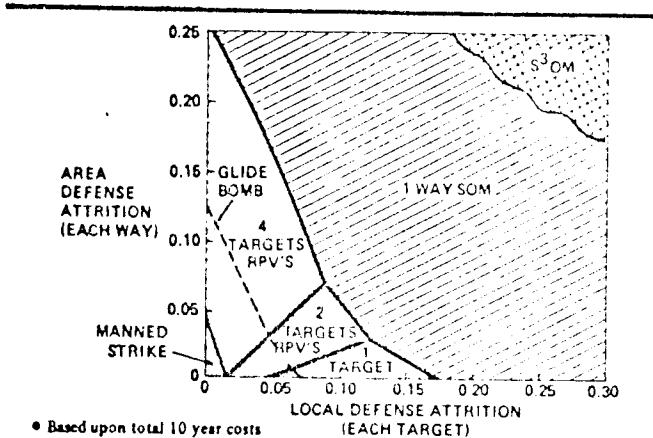 0.25
0.20
0.15
0.10
0.05
0
AREA
DEFENSE
ATTRITION
(EACH WAY)
GLIDE
BOMB
4
TARGETS
RPV'S
S³OM
1 WAY SOM
MANNED
STRIKE
2
TARGETS
RPV'S
1
TARGET
0 0.05 0.10 0.15 0.20 0.25 0.30
LOCAL DEFENSE ATTRITION
(EACH TARGET)
• Based upon total 10 year costs